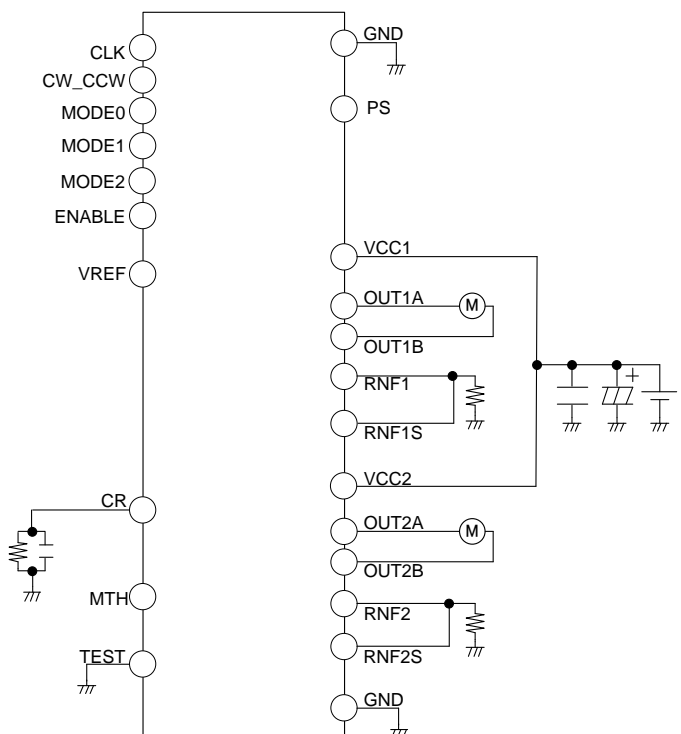 CLK
CW_CCW
MODE0
MODE1
MODE2
ENABLE
VREF
CR
MTH
TEST
GND
PS
VCC1
OUT1A
M
OUT1B
RNF1
RNF1S
+
VCC2
OUT2A
M
OUT2B
RNF2
RNF2S
GND